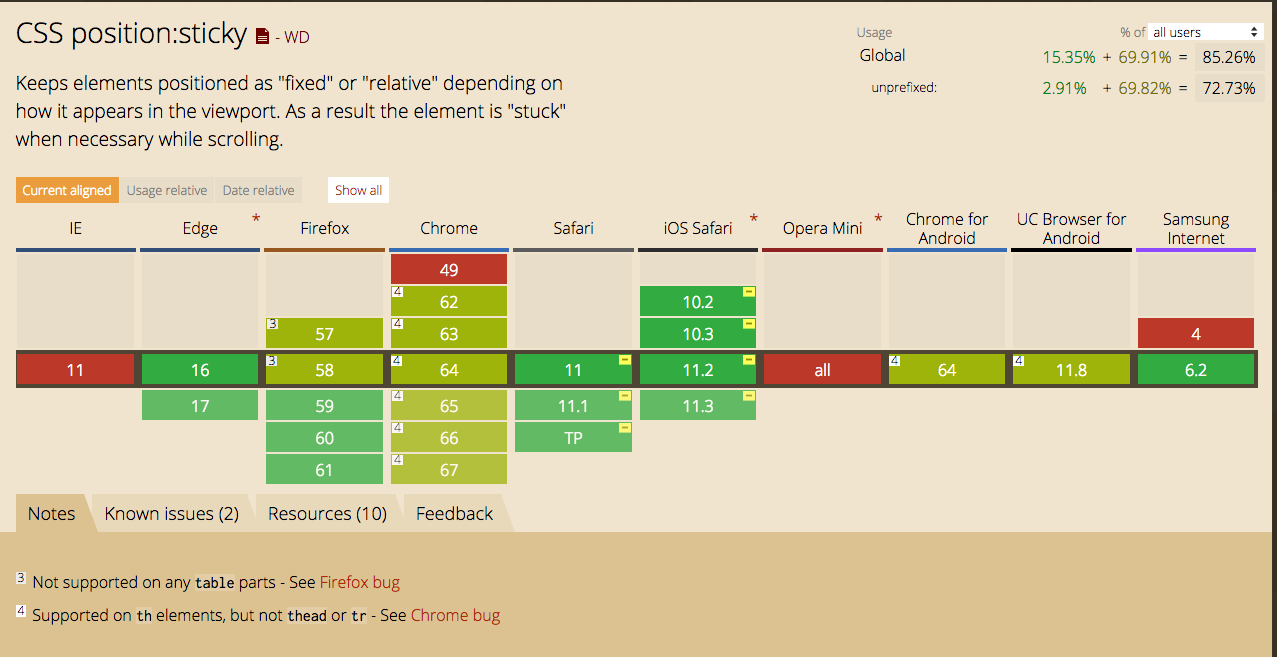 CSS position:sticky - WD
Usage % of all users
Global 15.35% + 69.91% = 85.26%
unprefixed: 2.91% + 69.82% = 72.73%
Keeps elements positioned as "fixed" or "relative" depending on
how it appears in the viewport. As a result the element is "stuck"
when necessary while scrolling.
Current aligned Usage relative Date relative Show all
IE Edge * Firefox Chrome Safari iOS Safari * Opera Mini * Chrome for Android UC Browser for Android Samsung Internet
49
4 62 10.2
3 57 4 63 10.3 4
11 16 3 58 4 64 11 11.2 all 4 64 4 11.8 6.2
17 59 4 65 11.1 11.3
60 4 66 TP
61 4 67
Notes Known issues (2) Resources (10) Feedback
3 Not supported on any table parts - See Firefox bug
4 Supported on th elements, but not thead or tr - See Chrome bug